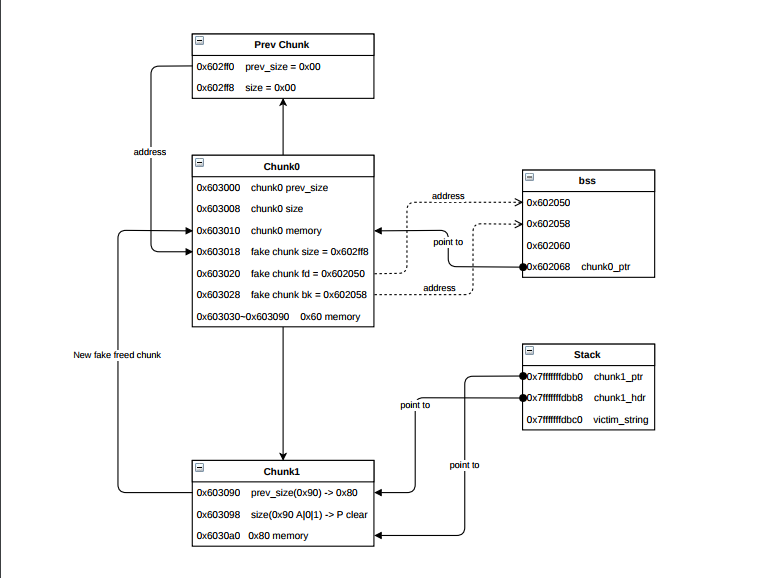 Prev Chunk
0x602ff0 prev_size = 0x00
0x602ff8 size = 0x00
address
Chunk0
0x603000 chunk0 prev_size
0x603008 chunk0 size
0x603010 chunk0 memory
0x603018 fake chunk size = 0x602ff8
0x603020 fake chunk fd = 0x602050
0x603028 fake chunk bk = 0x602058
0x603030~0x603090 0x60 memory
address
point to
address
bss
0x602050
0x602058
0x602060
0x602068 chunk0_ptr
New fake freed chunk
Stack
0x7fffffffdbb0 chunk1_ptr
0x7fffffffdbb8 chunk1_hdr
0x7fffffffdbc0 victim_string
point to
point to
Chunk1
0x603090 prev_size(0x90) -> 0x80
0x603098 size(0x90 A|0|1) -> P clear
0x6030a0 0x80 memory